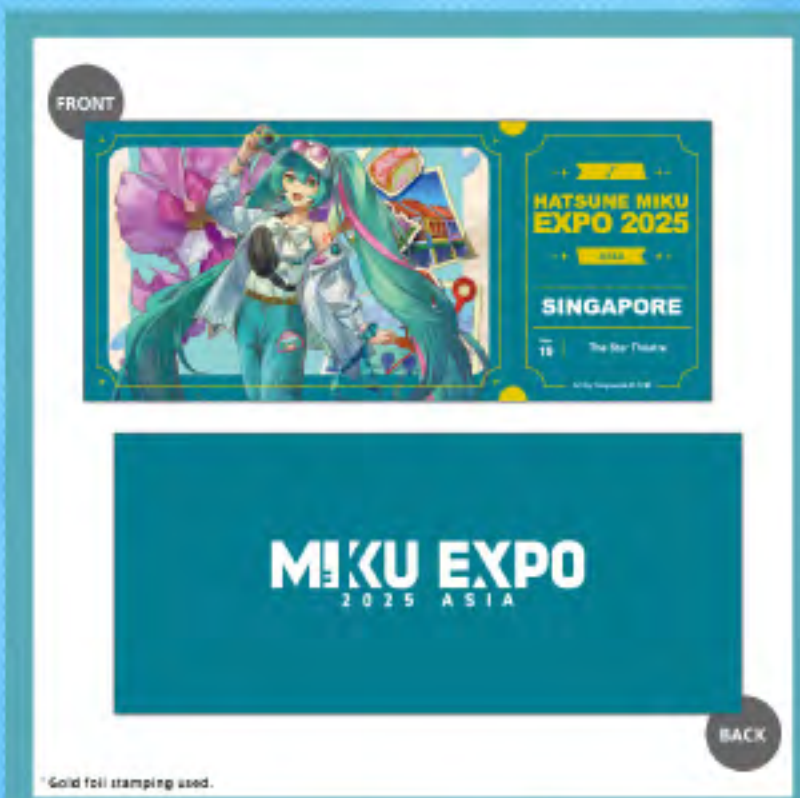 FRONT
HATSUNE MIKU
EXPO 2025
ASIA
SINGAPORE
19
The Star Theatre
MIKU EXPO
2025 ASIA
BACK
*Gold foil stamping used.